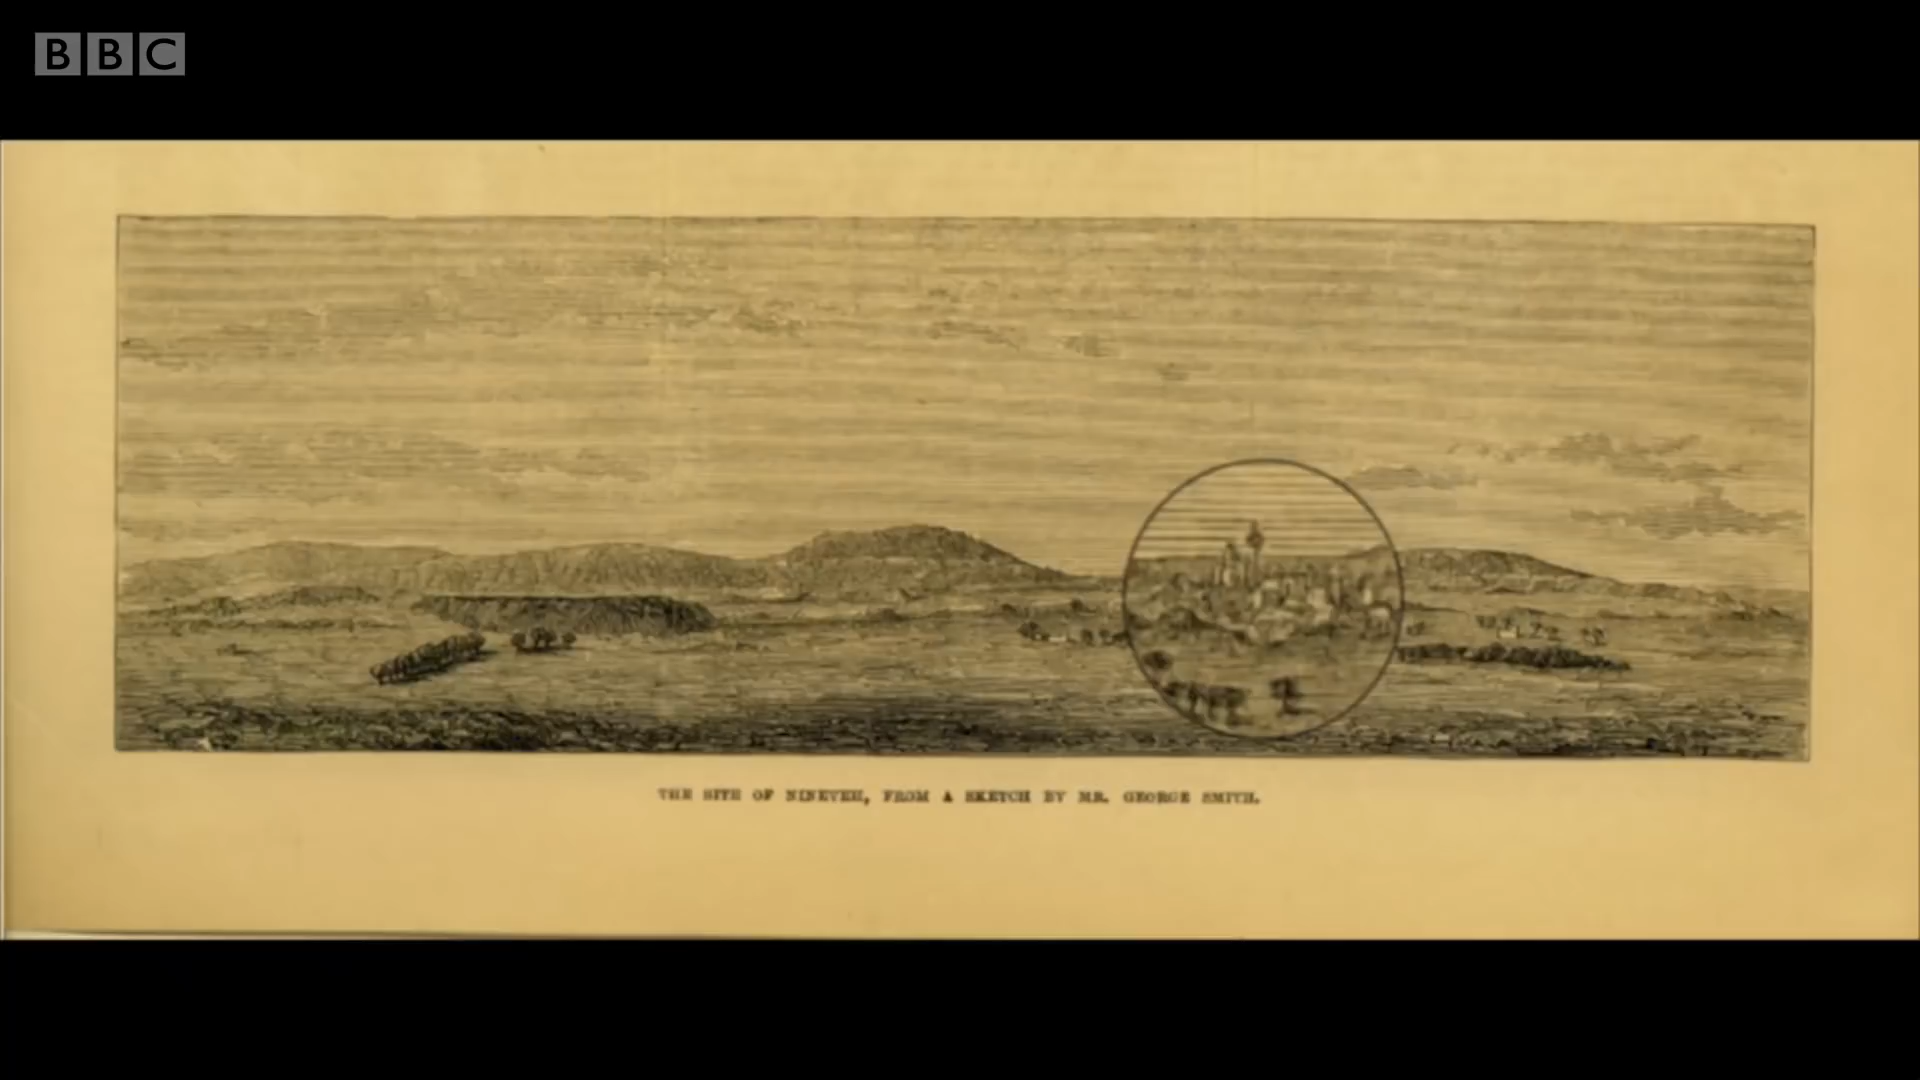 BBC
THE SITE OF NINEVEH, FROM A SKETCH BY MR. GEORGE SMITH.